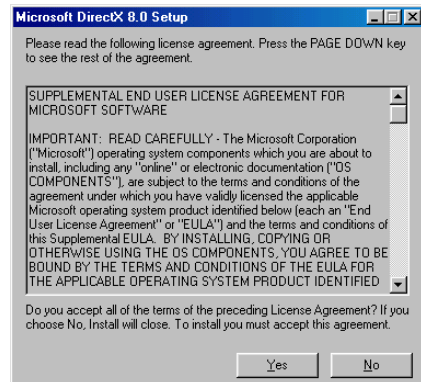 Microsoft DirectX 8.0 Setup
Please read the following license agreement. Press the PAGE DOWN key
to see the rest of the agreement.
SUPPLEMENTAL END USER LICENSE AGREEMENT FOR
MICROSOFT SOFTWARE
IMPORTANT: READ CAREFULLY - The Microsoft Corporation
("Microsoft") operating system components which you are about to
install, including any "online" or electronic documentation ("OS
COMPONENTS"), are subject to the terms and conditions of the
agreement under which you have validly licensed the applicable
Microsoft operating system product identified below (each an "End
User License Agreement" or "EULA") and the terms and conditions of
this Supplemental EULA. BY INSTALLING, COPYING OR
OTHERWISE USING THE OS COMPONENTS, YOU AGREE TO BE
BOUND BY THE TERMS AND CONDITIONS OF THE EULA FOR
THE APPLICABLE OPERATING SYSTEM PRODUCT IDENTIFIED
Do you accept all of the terms of the preceding License Agreement? If you
choose No, Install will close. To install you must accept this agreement.
Yes No